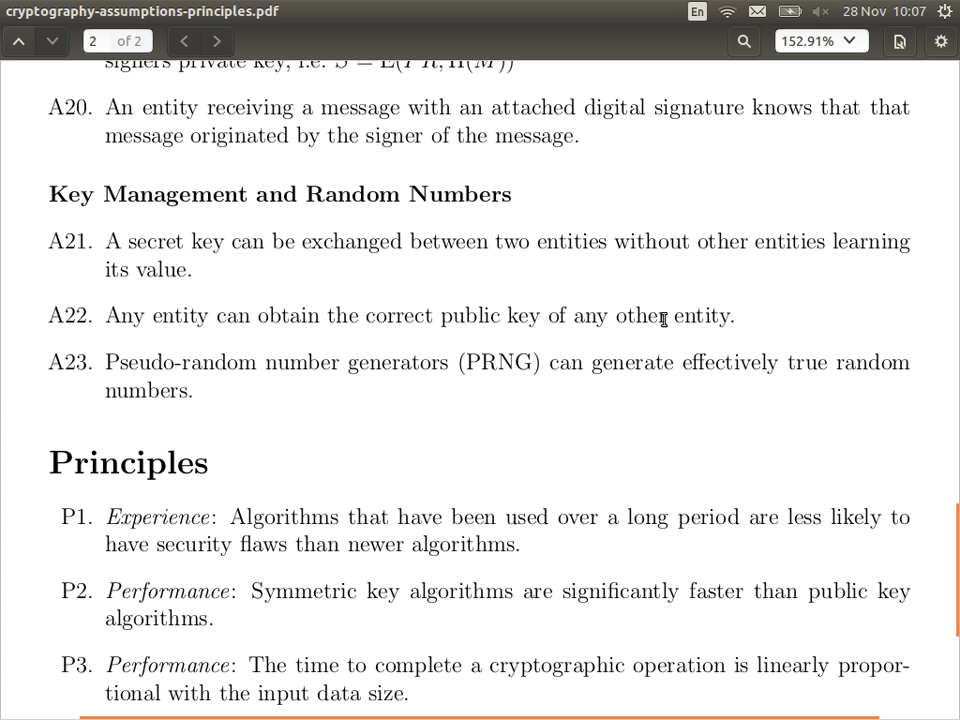 cryptography-assumptions-principles.pdf
En
28 Nov 10:07
2 of 2
152.91%
signers private key, i.e. S = E(PR, H(M))
A20. An entity receiving a message with an attached digital signature knows that that
message originated by the signer of the message.
Key Management and Random Numbers
A21. A secret key can be exchanged between two entities without other entities learning
its value.
A22. Any entity can obtain the correct public key of any other entity.
A23. Pseudo-random number generators (PRNG) can generate effectively true random
numbers.
Principles
P1. Experience: Algorithms that have been used over a long period are less likely to
have security flaws than newer algorithms.
P2. Performance: Symmetric key algorithms are significantly faster than public key
algorithms.
P3. Performance: The time to complete a cryptographic operation is linearly propor-
tional with the input data size.